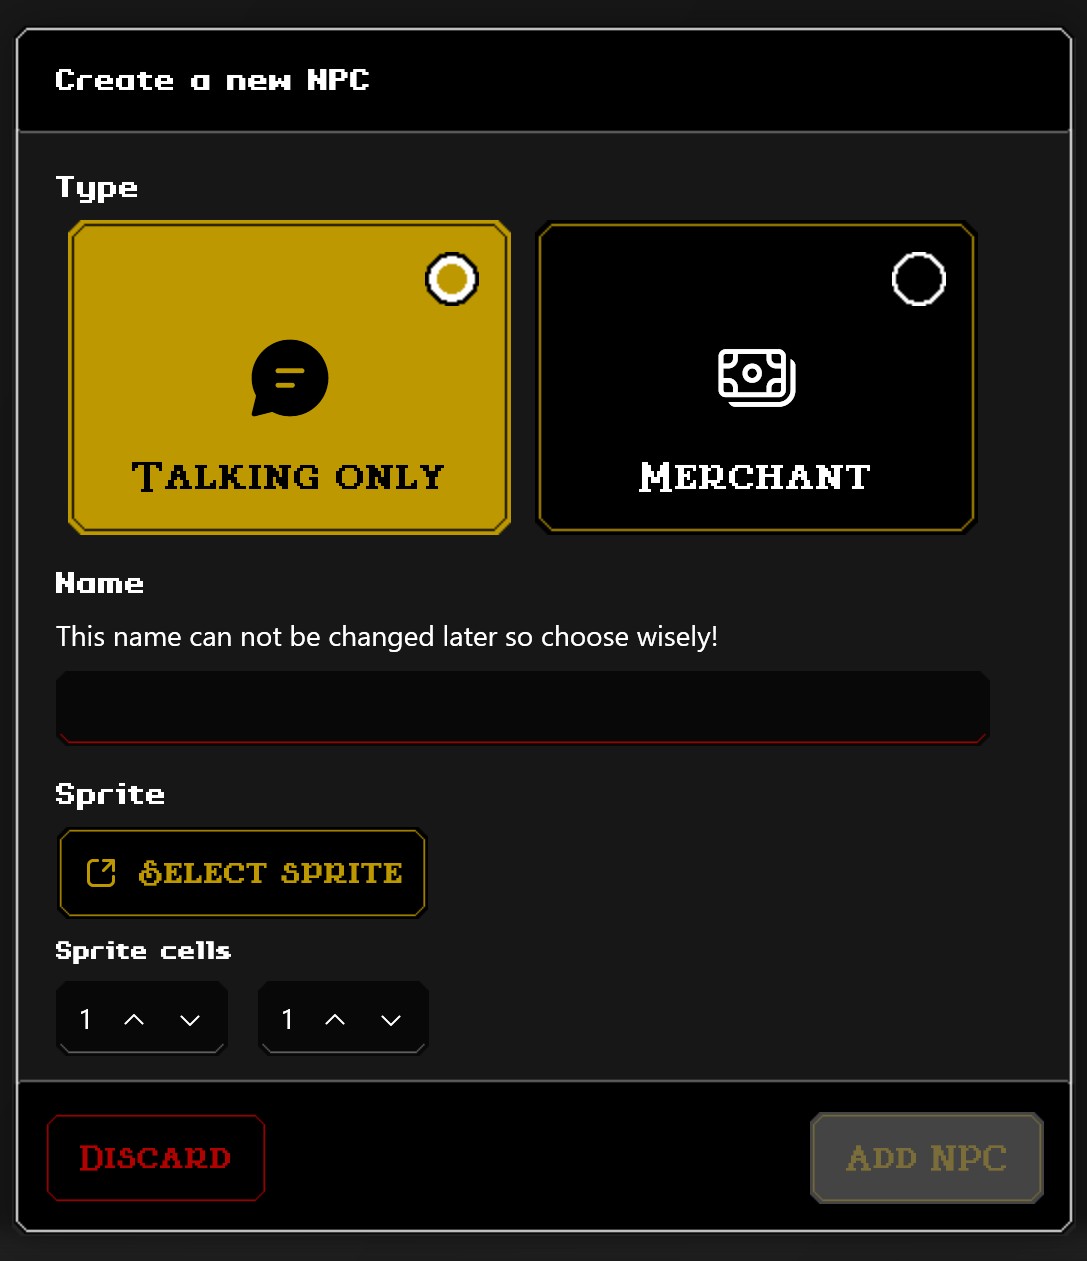 Create a new NPC
Type
Talking only
Merchant
Name
This name can not be changed later so choose wisely!
Sprite
Select sprite
Sprite cells
1
1
Discard
Add NPC